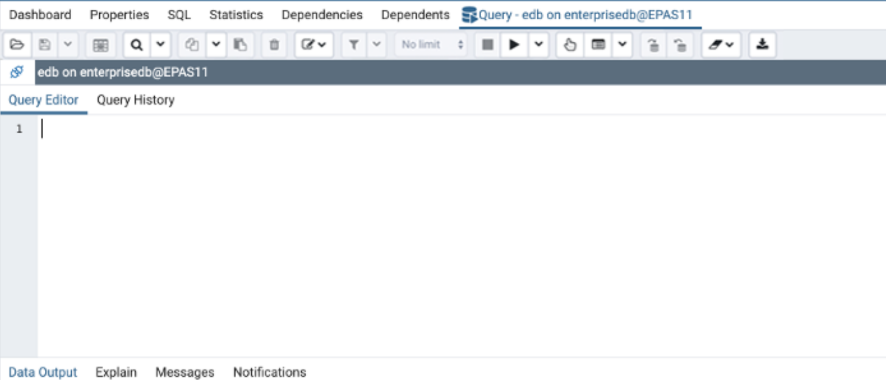 Dashboard Properties SQL Statistics Dependencies Dependents Query - edb on enterprisedb@EPAS11
No limit
edb on enterprisedb@EPAS11
Query Editor Query History
1
Data Output Explain Messages Notifications